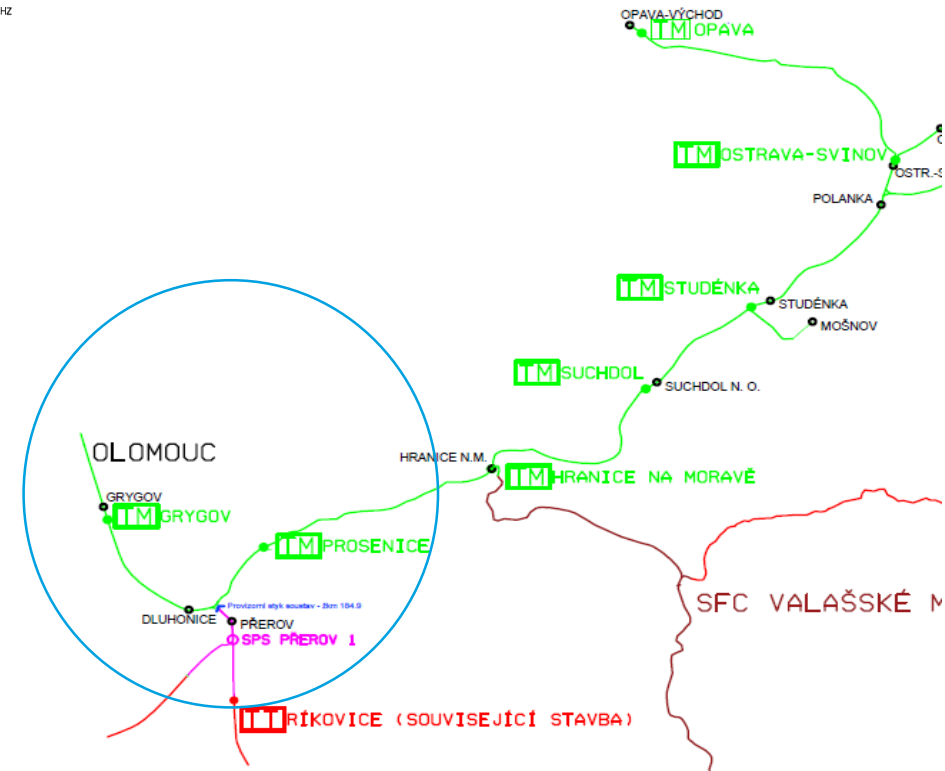 HZ
OPAVA-VÝCHOD
TM OPAVA
TM OSTRAVA-SVINOV
OSTR.-S
POLANKA
TM STUDÉNKA
STUDÉNKA
MOŠNOV
TM SUCHDOL
SUCHDOL N. O.
OLOMOUC
HRANICE N.M.
TM HRANICE NA MORAVĚ
GRYGOV
TM GRYGOV
TM PROSENICE
SFC VALAŠSKÉ M
Provizorní styk soustav - žkm 184.9
DLUHONICE
PŘEROV
SPS PŘEROV 1
TT ŘÍKOVICE (SOUVISEJÍCÍ STAVBA)